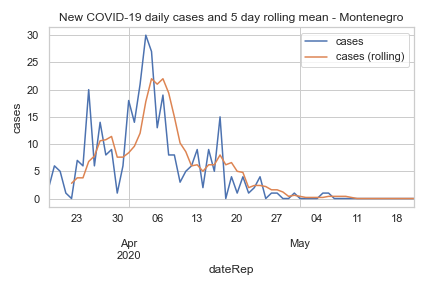 New COVID-19 daily cases and 5 day rolling mean - Montenegro
cases
cases (rolling)
cases
30
25
20
15
10
5
0
23 30 06 13 20 27 04 11 18
Apr May
2020
dateRep